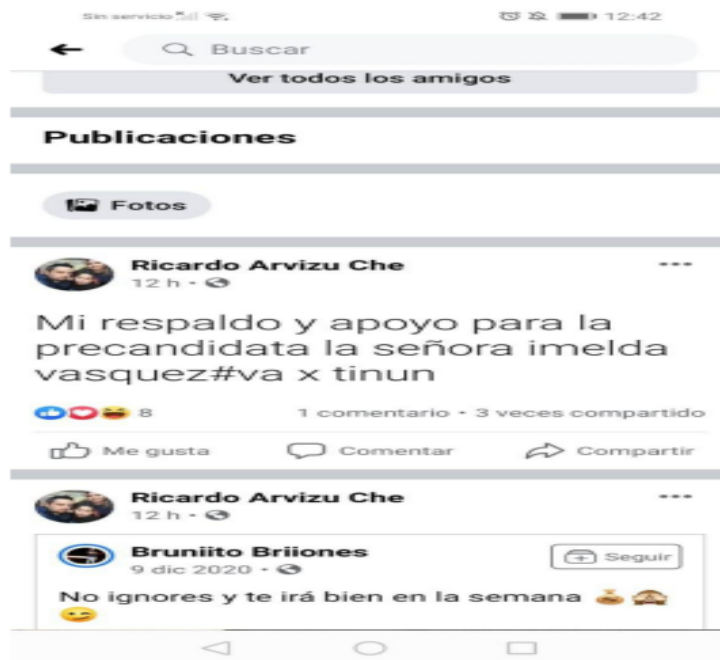 Sin servicio 12:42
Buscar
Ver todos los amigos
Publicaciones
Fotos
Ricardo Arvizu Che
12 h •
Mi respaldo y apoyo para la
precandidata la señora imelda
vasquez#va x tinun
8 1 comentario • 3 veces compartido
Me gusta Comentar Compartir
Ricardo Arvizu Che
12 h •
Bruniito Briiones
Seguir
9 dic 2020 •
No ignores y te irá bien en la semana